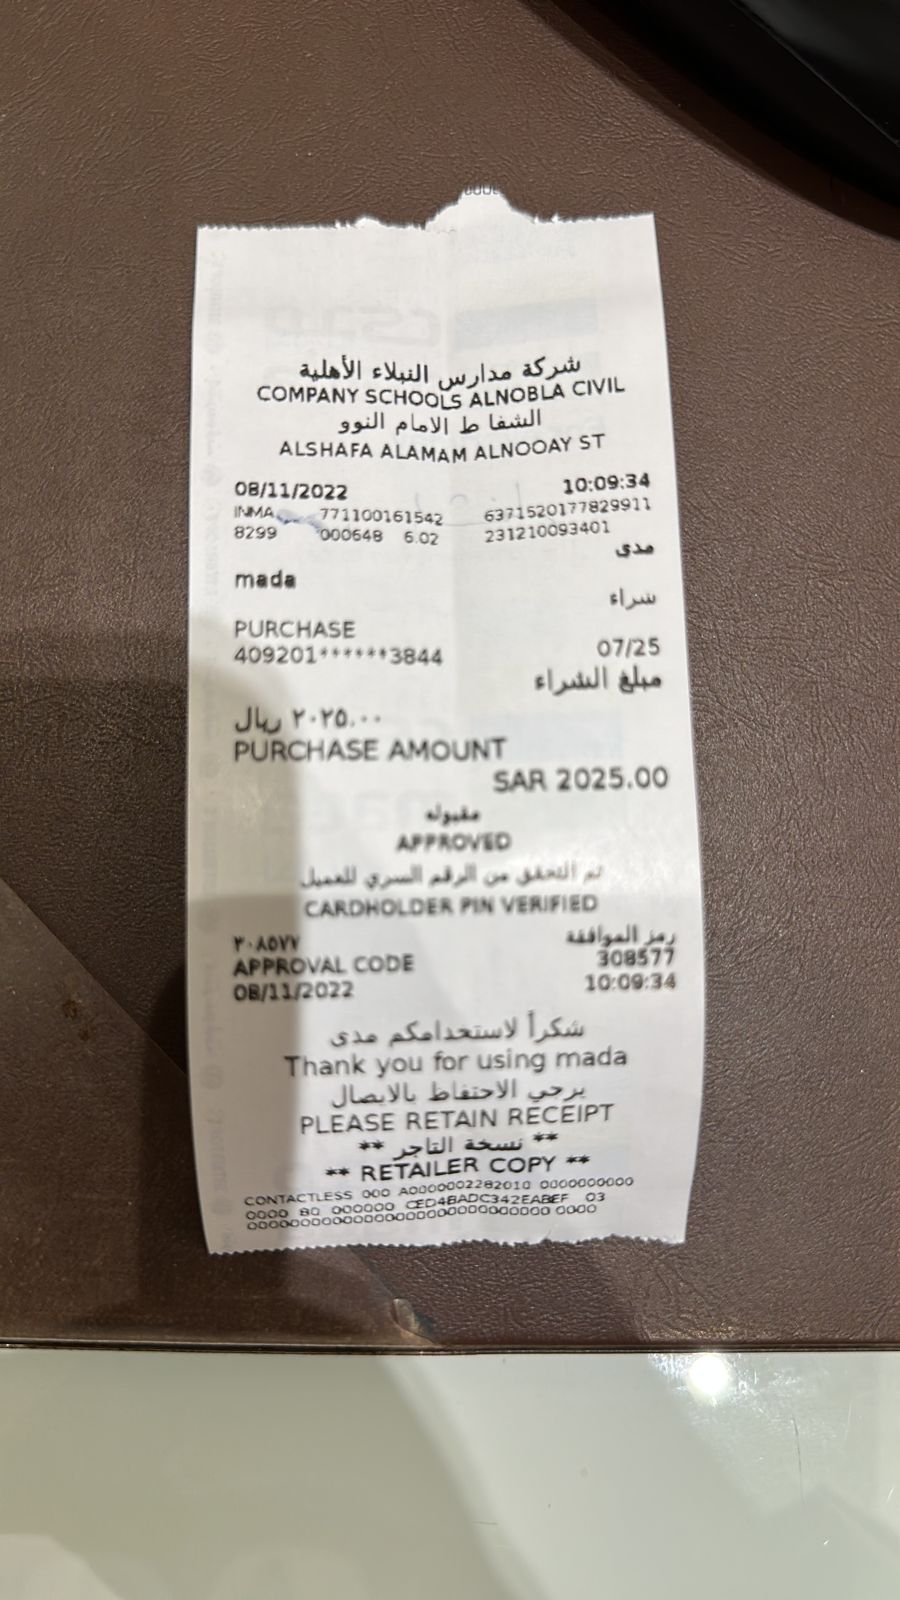 شركة مدارس النبلاء الأهلية
COMPANY SCHOOLS ALNOBLA CIVIL
الشفا ط الامام النوو
ALSHAFA ALAMAM ALNOOAY ST
08/11/2022 10:09:34
INMA 771100161542 6371520177829911
8299 000648 6.02 231210093401
مدى
mada
شراء
PURCHASE
409201******3844 07/25
مبلغ الشراء
٢٠٢٥.٠٠ ريال
PURCHASE AMOUNT
SAR 2025.00
مقبوله
APPROVED
تم التحقق من الرقم السري للعميل
CARDHOLDER PIN VERIFIED
رمز الموافقة ٣٠٨٥٧٧
APPROVAL CODE 308577
08/11/2022 10:09:34
شكراً لاستخدامكم مدى
Thank you for using mada
يرجي الاحتفاظ بالايصال
PLEASE RETAIN RECEIPT
** نسخة التاجر **
** RETAILER COPY **
CONTACTLESS 000 A0000002282010 0000000000
0000 80 000000 CED4BADC342EABEF 03